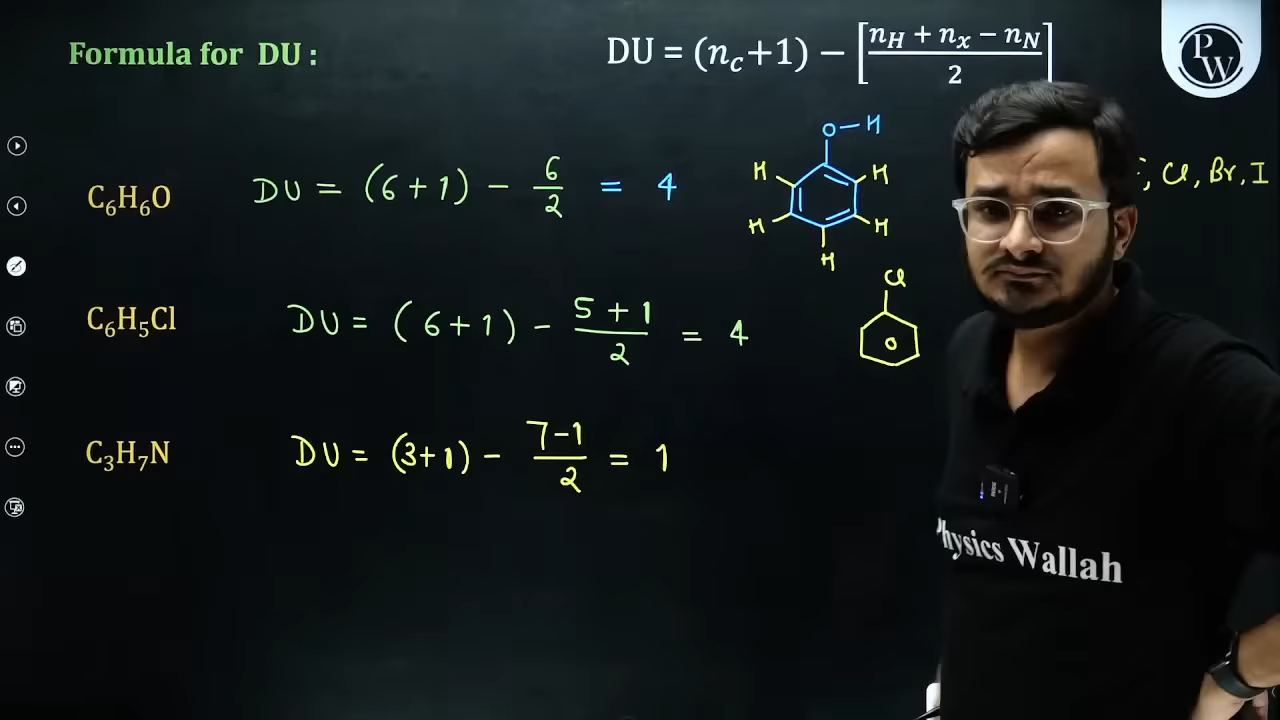 Formula for DU :
DU = (n_c+1) − [(n_H + n_x − n_N)/2]
PW
C₆H₆O DU = (6+1) − 6/2 = 4
O−H
H H
H H
H
, Cl, Br, I
C₆H₅Cl DU = (6+1) − (5+1)/2 = 4
Cl
C₃H₇N DU = (3+1) − (7-1)/2 = 1
Physics Wallah